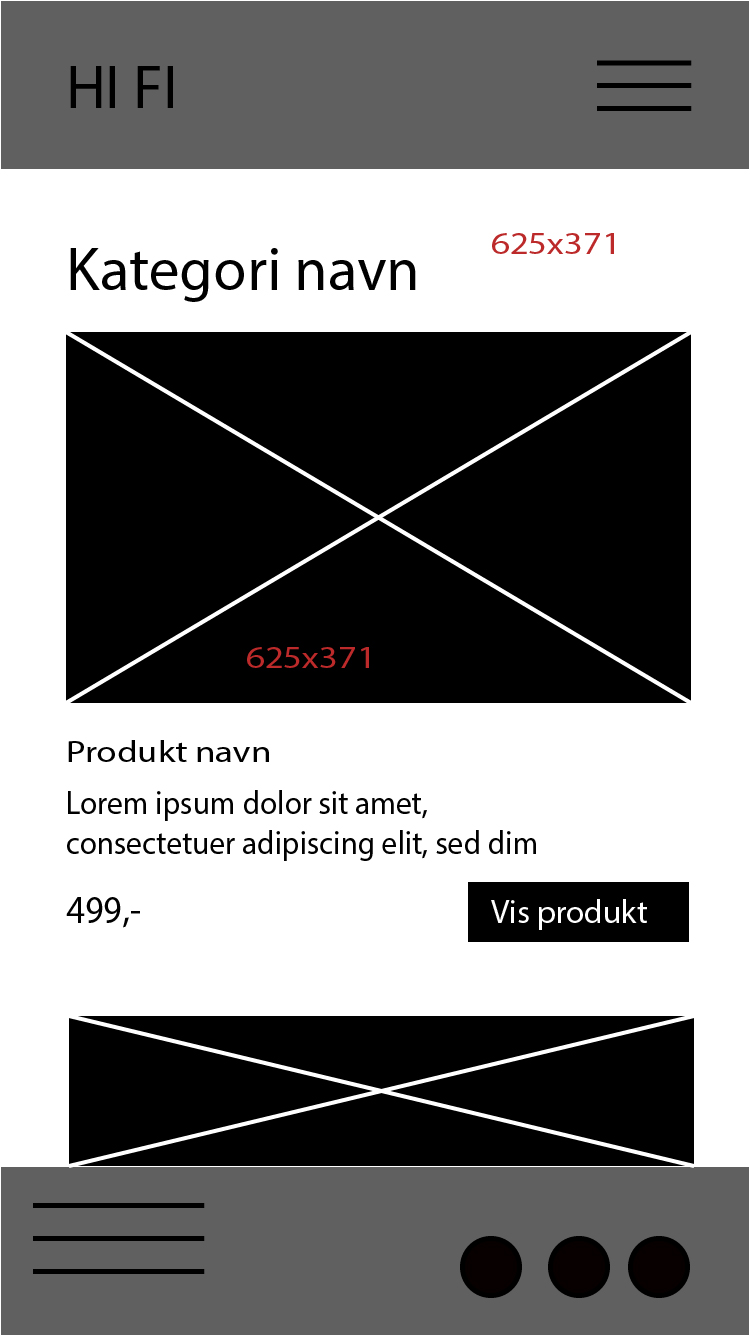 HI FI
625x371
Kategori navn
625x371
Produkt navn
Lorem ipsum dolor sit amet,
consectetuer adipiscing elit, sed dim
499,-
Vis produkt